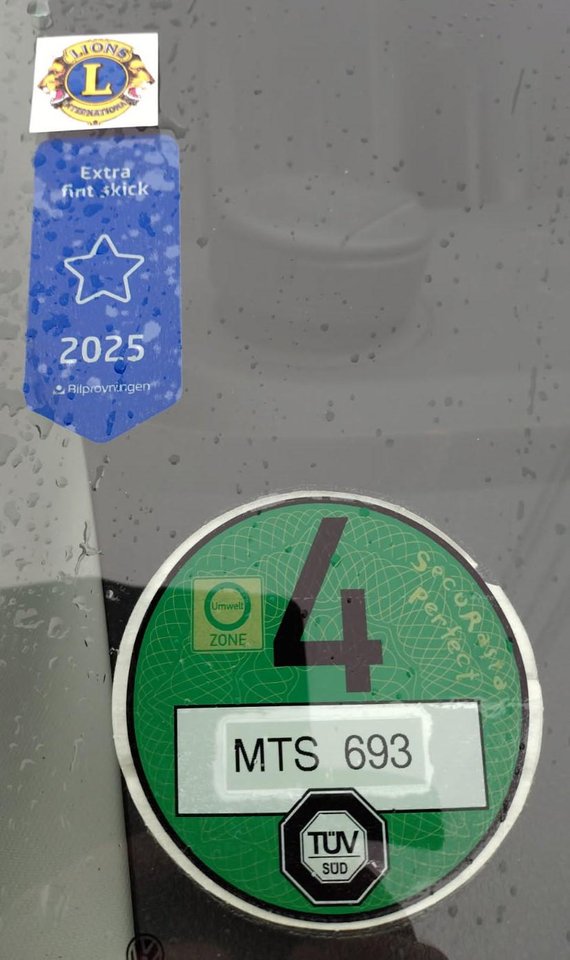 LIONS
L
INTERNATIONAL
Extra
fint skick
2025
Bilprovningen
4
SecuRasta
Perfect
Umwelt
ZONE
MTS 693
TÜV
SÜD